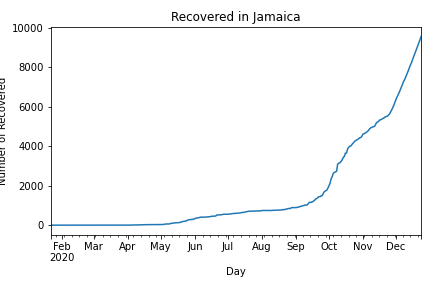 Recovered in Jamaica
Number of Recovered
10000
8000
6000
4000
2000
0
Feb Mar Apr May Jun Jul Aug Sep Oct Nov Dec
2020
Day